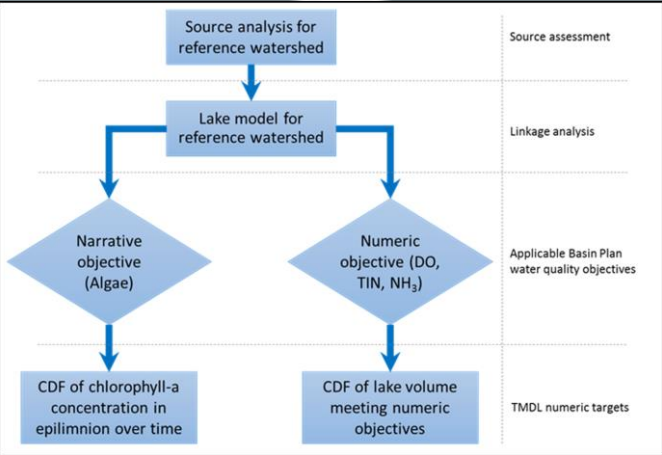 Source analysis for
reference watershed
Source assessment
Lake model for
reference watershed
Linkage analysis
Narrative
objective
(Algae)
Numeric
objective (DO,
TIN, NH₃)
Applicable Basin Plan
water quality objectives
CDF of chlorophyll-a
concentration in
epilimnion over time
CDF of lake volume
meeting numeric
objectives
TMDL numeric targets